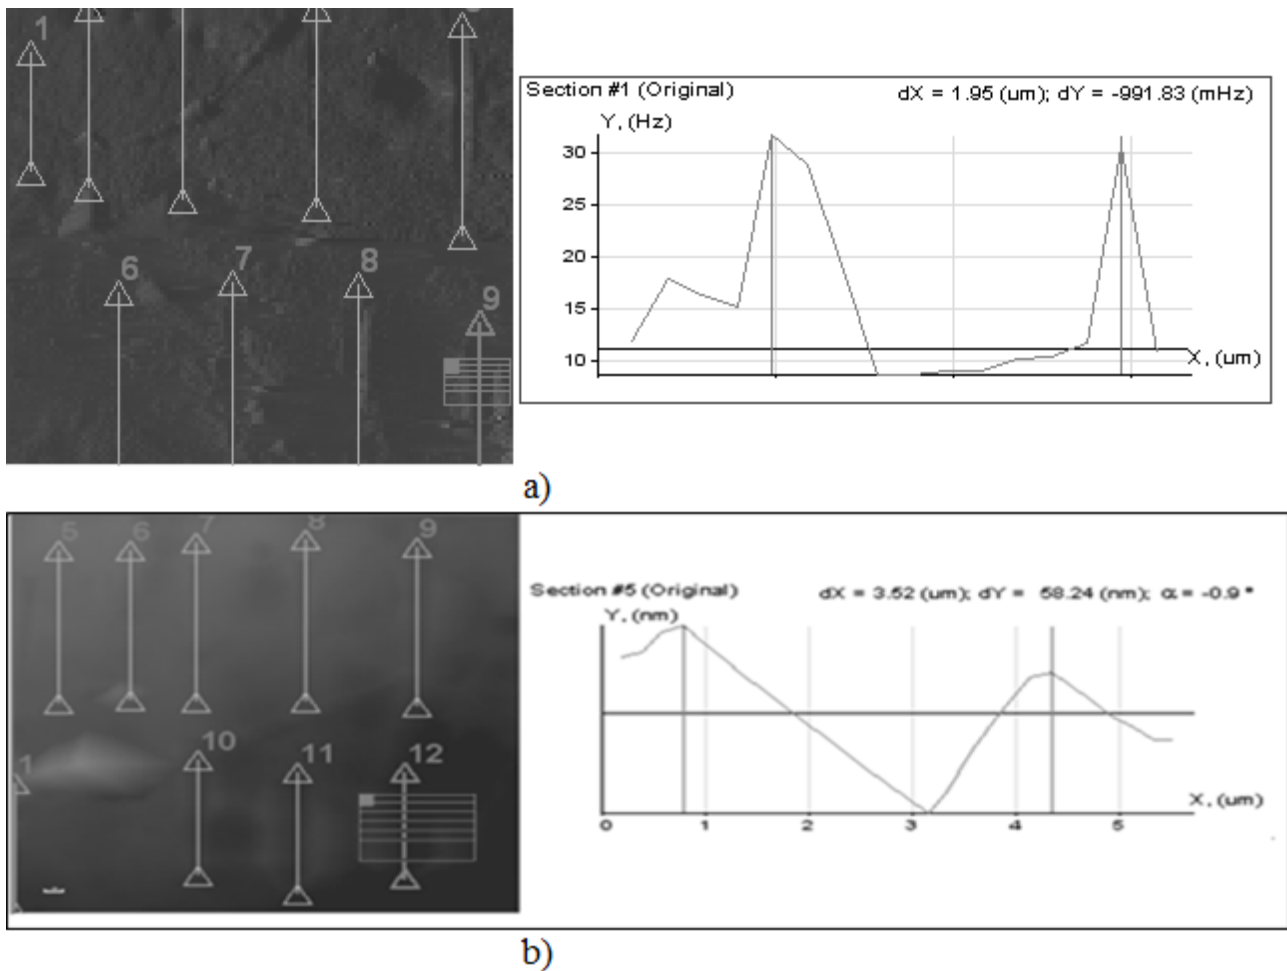 1
6
7
8
9
Section #1 (Original) dX = 1.95 (um); dY = -991.83 (mHz)
Y, (Hz)
30
25
20
15
10
X, (um)
a)
5 6 7 8 9
10 11 12
1
Section #5 (Original) dX = 3.52 (um); dY = 58.24 (nm); α = -0.9 °
Y, (nm)
X, (um)
0 1 2 3 4 5
b)